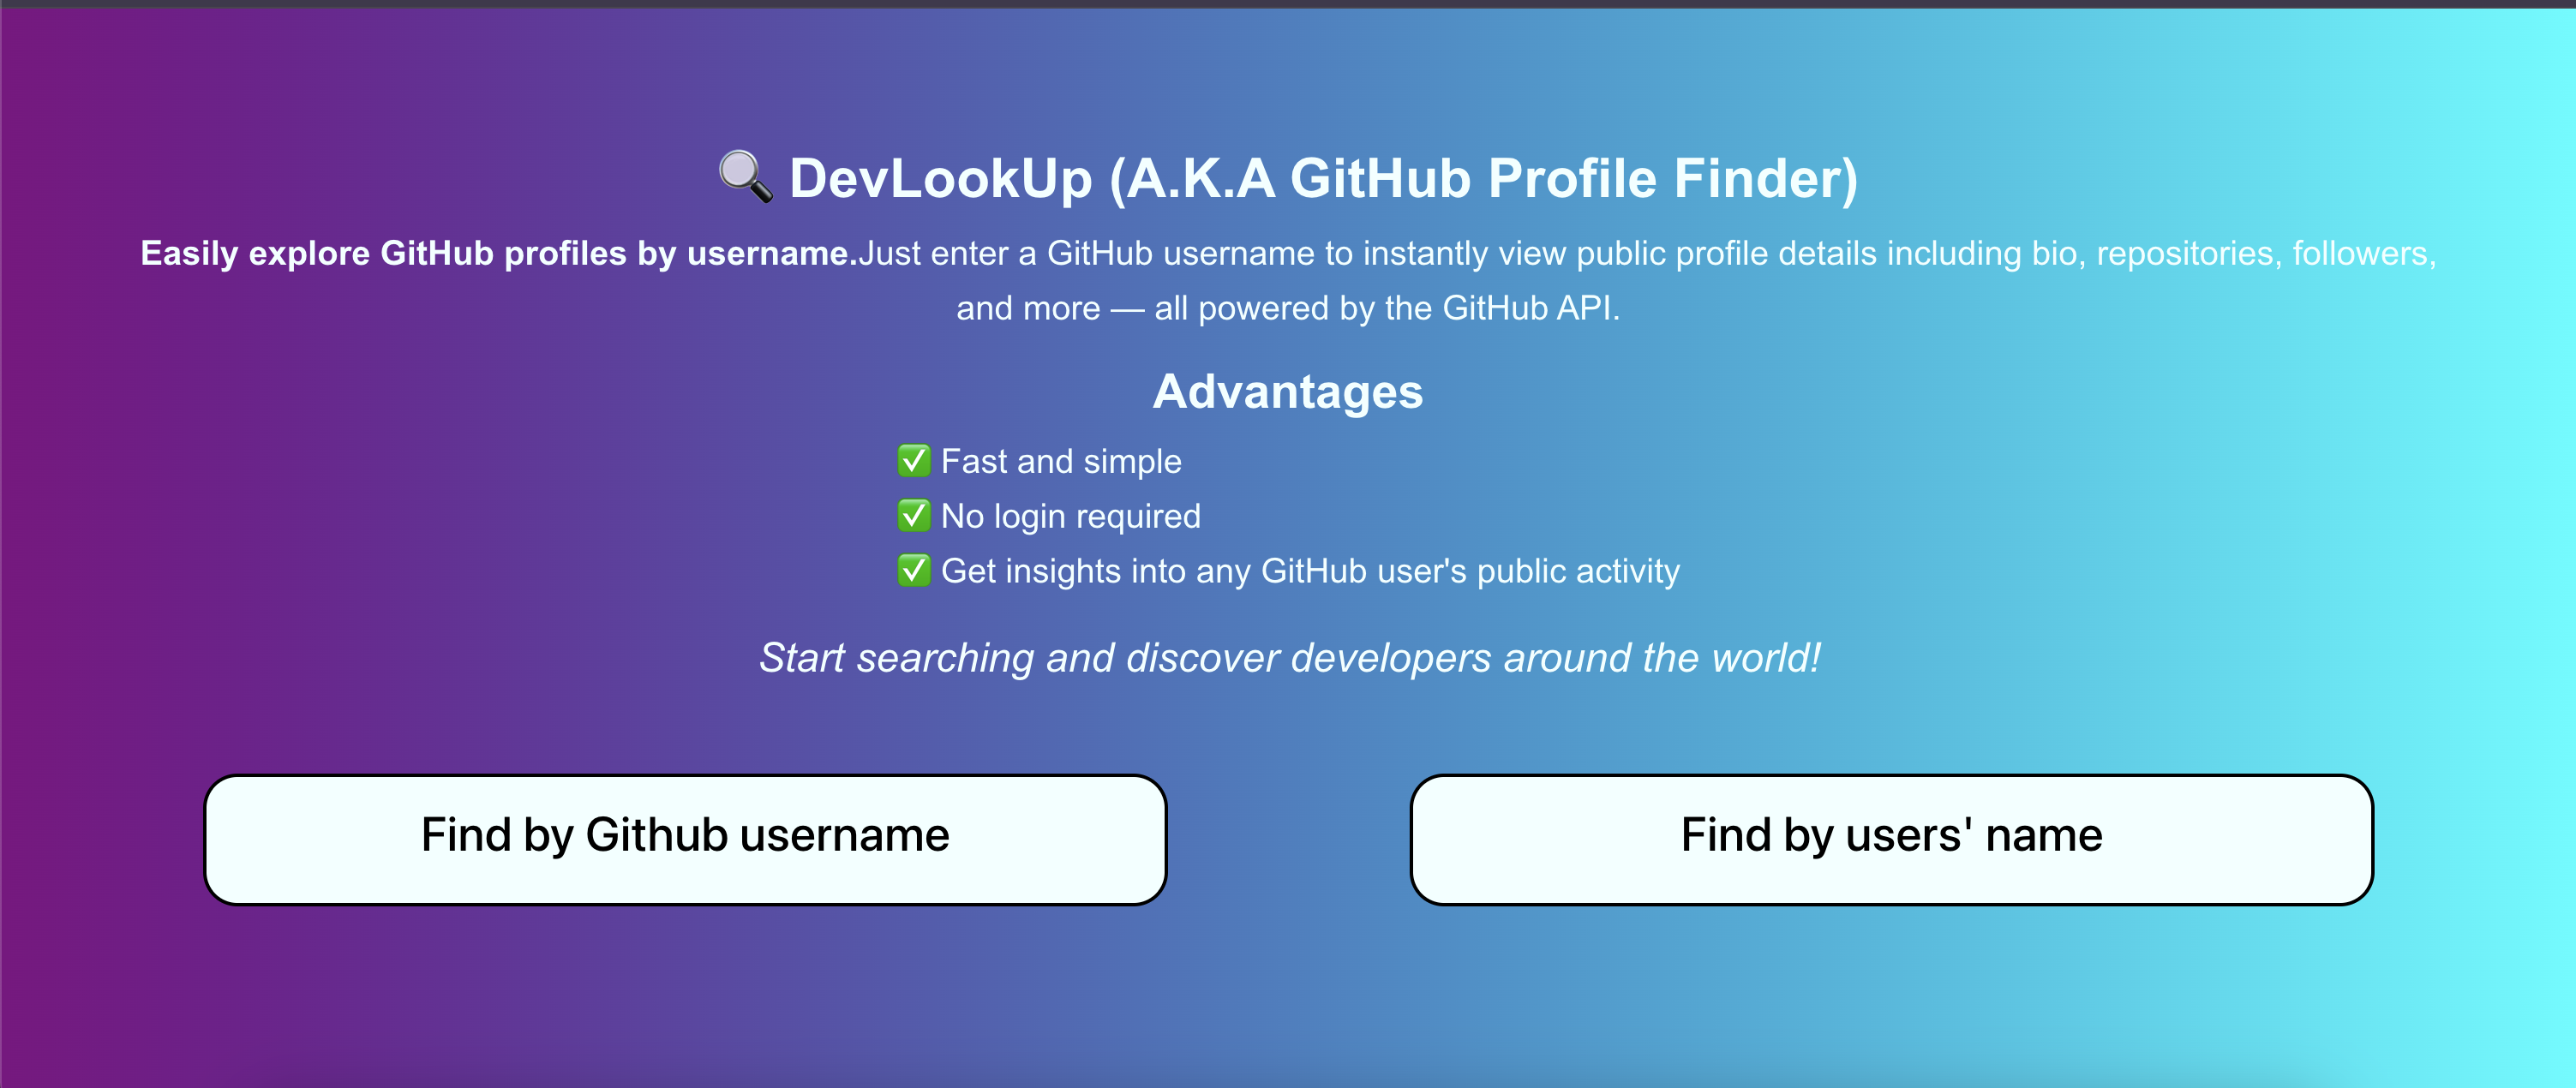 🔍 DevLookUp (A.K.A GitHub Profile Finder)
Easily explore GitHub profiles by username.Just enter a GitHub username to instantly view public profile details including bio, repositories, followers,
and more — all powered by the GitHub API.
Advantages
✅ Fast and simple
✅ No login required
✅ Get insights into any GitHub user's public activity
Start searching and discover developers around the world!
Find by Github username
Find by users' name